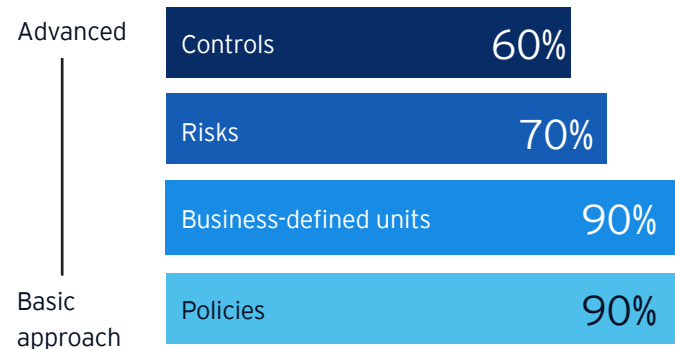 Advanced
Controls 60%
Risks 70%
Business-defined units 90%
Basic
approach
Policies 90%